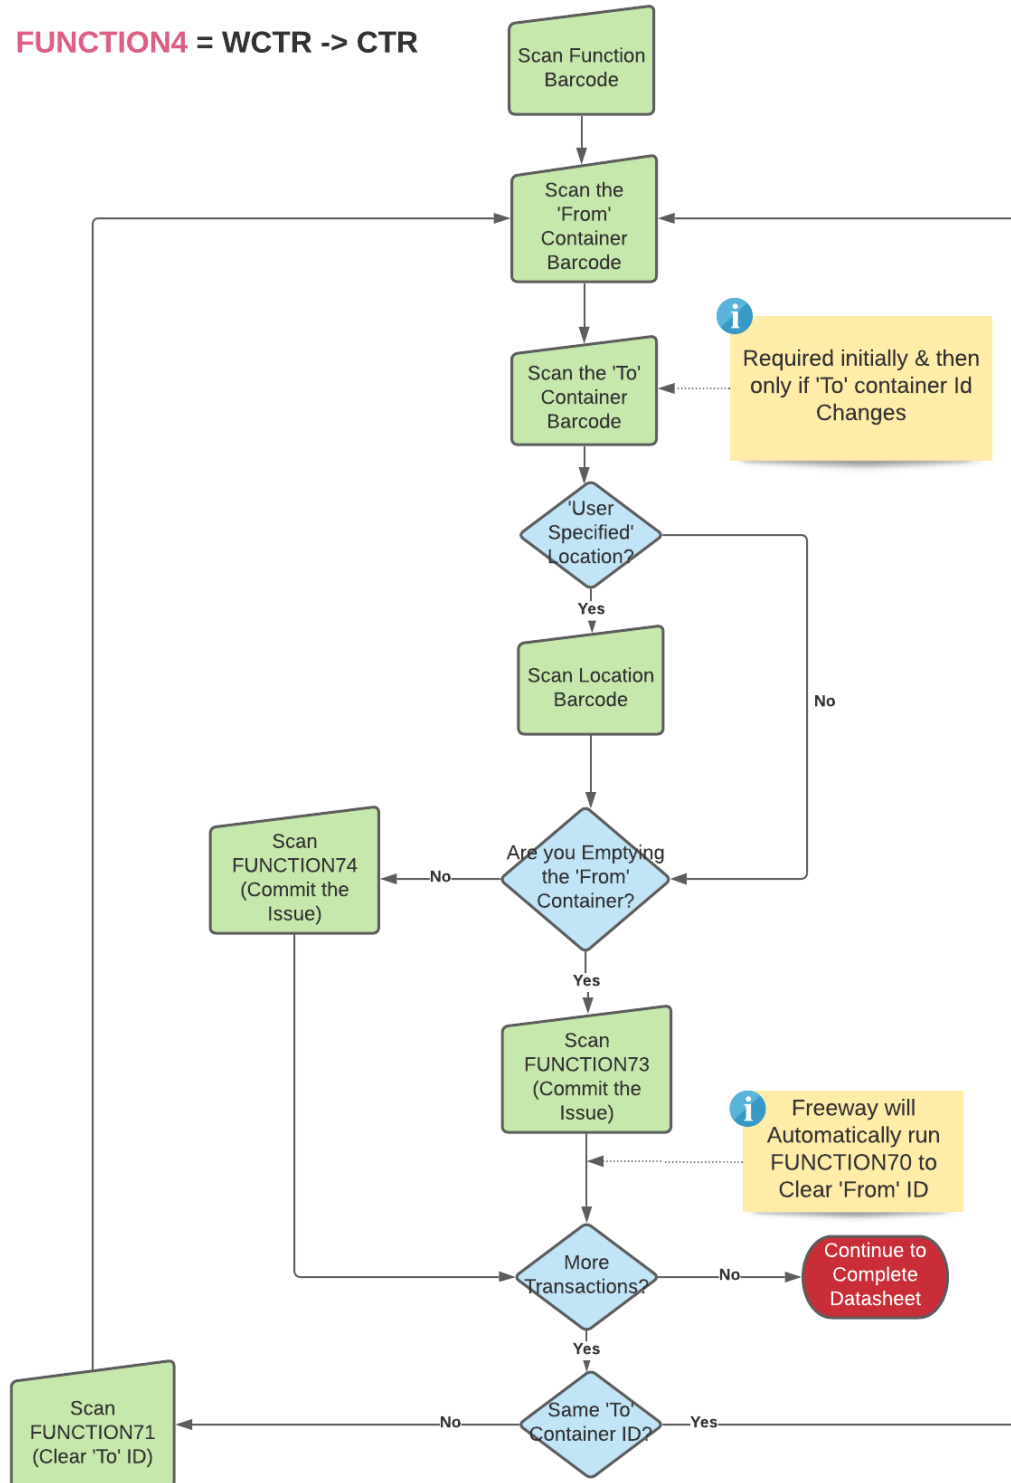 FUNCTION4 = WCTR -> CTR
Scan Function
Barcode
Scan the
'From'
Container
Barcode
Scan the 'To'
Container
Barcode
i
Required initially & then
only if 'To' container Id
Changes
'User
Specified'
Location?
Yes
No
Scan Location
Barcode
Are you Emptying
the 'From'
Container?
No
Scan
FUNCTION74
(Commit the
Issue)
Yes
Scan
FUNCTION73
(Commit the
Issue)
i
Freeway will
Automatically run
FUNCTION70 to
Clear 'From' ID
More
Transactions?
No
Continue to
Complete
Datasheet
Yes
Same 'To'
Container ID?
No
Yes
Scan
FUNCTION71
(Clear 'To' ID)